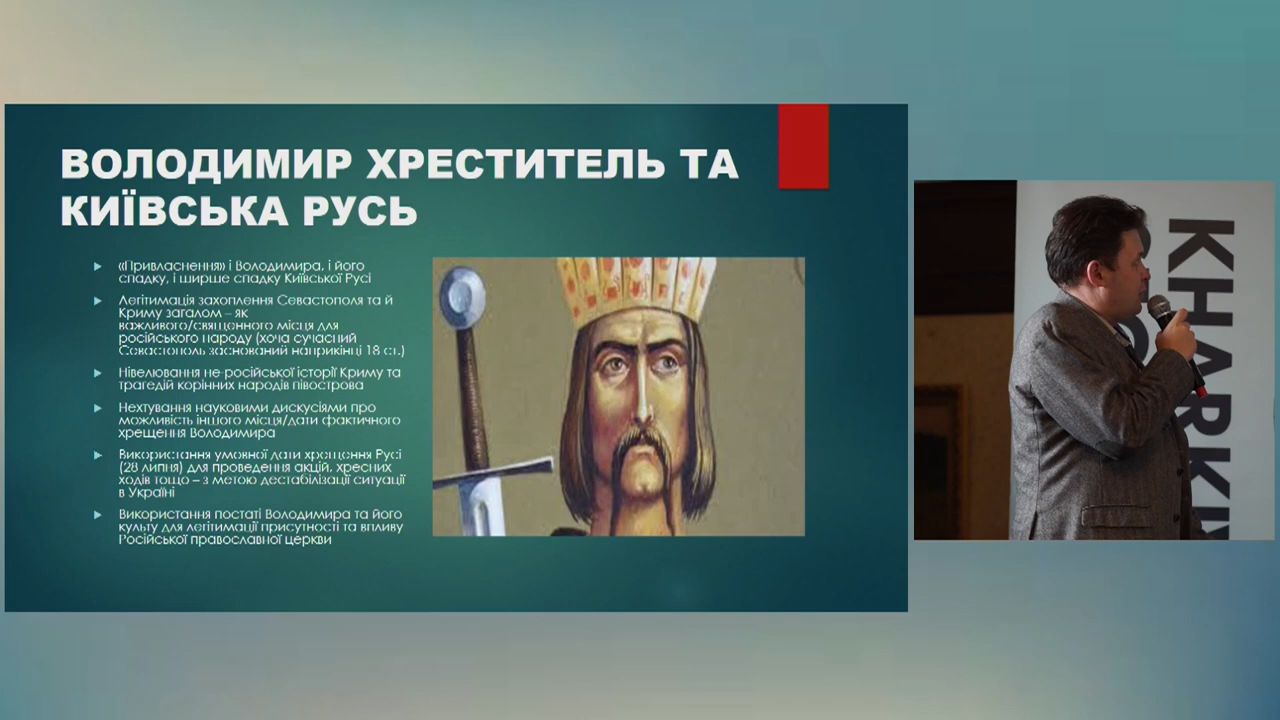 ВОЛОДИМИР ХРЕСТИТЕЛЬ ТА
КИЇВСЬКА РУСЬ
«Привласнення» і Володимира, і його
спадку, і ширше спадку Київської Русі
Легітимація захоплення Севастополя та й
Криму загалом – як
важливого/священного місця для
російського народу (хоча сучасний
Севастополь заснований наприкінці 18 ст.)
Нівелювання не-російської історії Криму та
трагедій корінних народів півострова
Нехтування науковими дискусіями про
можливість іншого місця/дати фактичного
хрещення Володимира
Використання умовної дати хрещення Русі
(28 липня) для проведення акцій, хресних
ходів тощо – з метою дестабілізації ситуації
в Україні
Використання постаті Володимира та його
культу для легітимації присутності та впливу
Російської православної церкви
KHARKIV